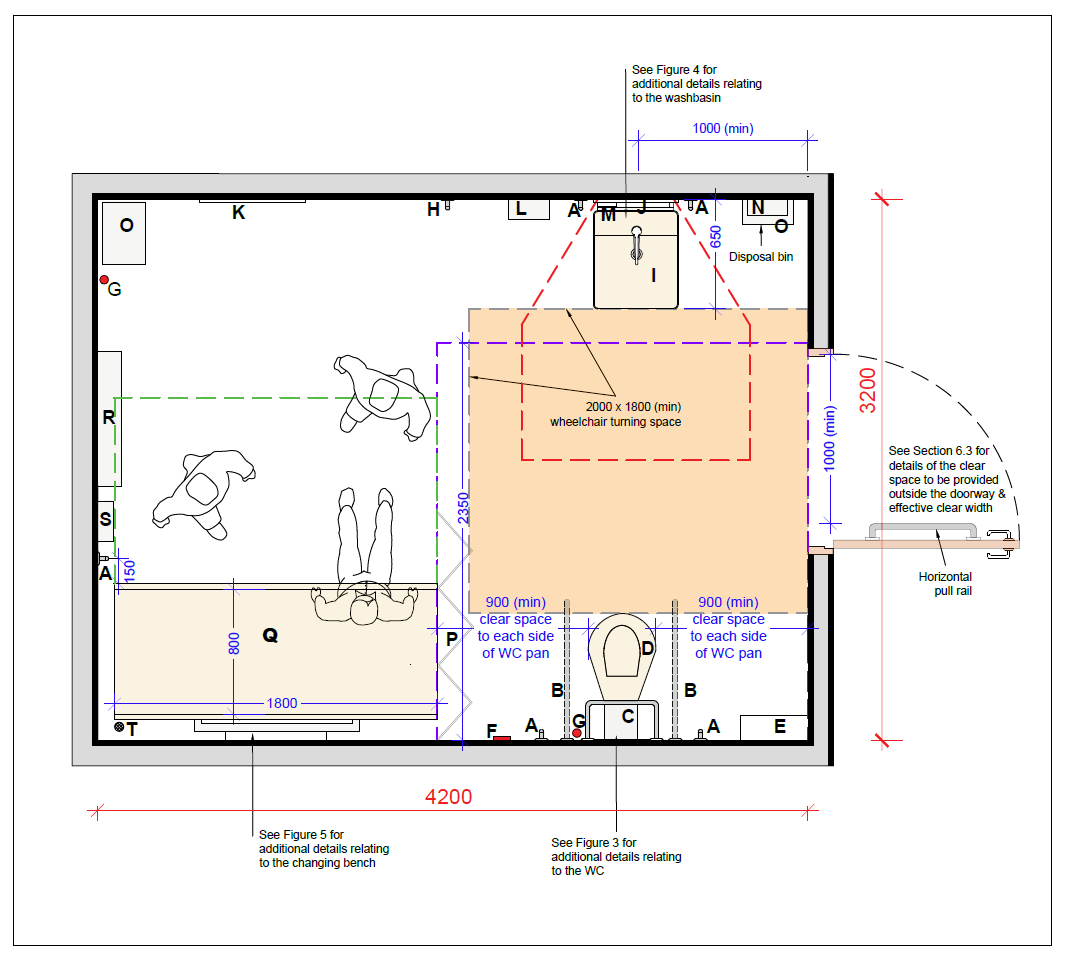 See Figure 4 for
additional details relating
to the washbasin
1000 (min)
O
K
H
L
A
M
J
A
N
O
Disposal bin
650
I
G
2000 x 1800 (min)
wheelchair turning space
3200
1000 (min)
R
See Section 6.3 for
details of the clear
space to be provided
outside the doorway &
effective clear width
2350
S
A
150
Horizontal
pull rail
900 (min)
clear space
to each side
of WC pan
900 (min)
clear space
to each side
of WC pan
Q
800
P
D
B
B
1800
C
T
F
A
G
A
E
4200
See Figure 5 for
additional details relating
to the changing bench
See Figure 3 for
additional details relating
to the WC